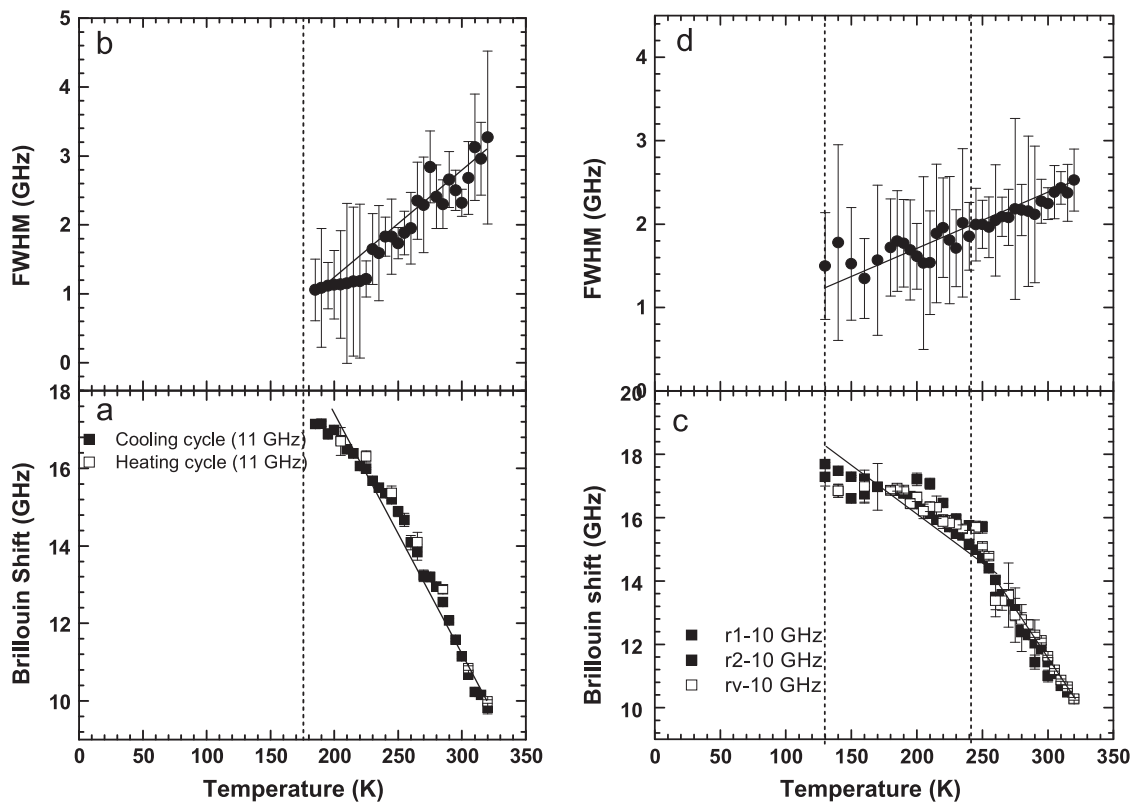 b
5
4
3
2
1
0
FWHM (GHz)
a
18
16
14
12
10
Brillouin Shift (GHz)
Cooling cycle (11 GHz)
Heating cycle (11 GHz)
0 50 100 150 200 250 300 350
Temperature (K)
d
4
3
2
1
0
FWHM (GHz)
c
20
18
16
14
12
10
Brillouin shift (GHz)
r1-10 GHz
r2-10 GHz
rv-10 GHz
0 50 100 150 200 250 300 350
Temperature (K)